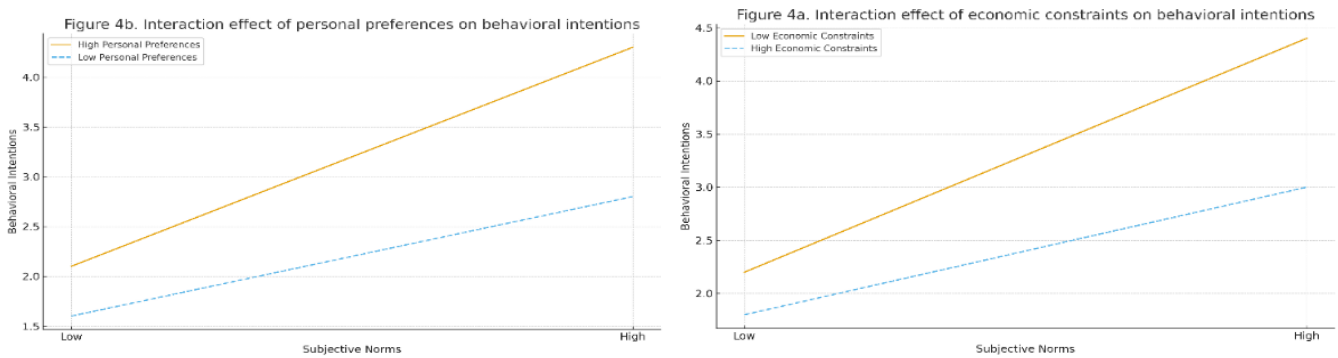 Figure 4b. Interaction effect of personal preferences on behavioral intentions
High Personal Preferences
Low Personal Preferences
4.0
3.5
3.0
2.5
2.0
1.5
Behavioral Intentions
Low
High
Subjective Norms
Figure 4a. Interaction effect of economic constraints on behavioral intentions
4.5
Low Economic Constraints
High Economic Constraints
4.0
3.5
3.0
2.5
2.0
Behavioral Intentions
Low
High
Subjective Norms